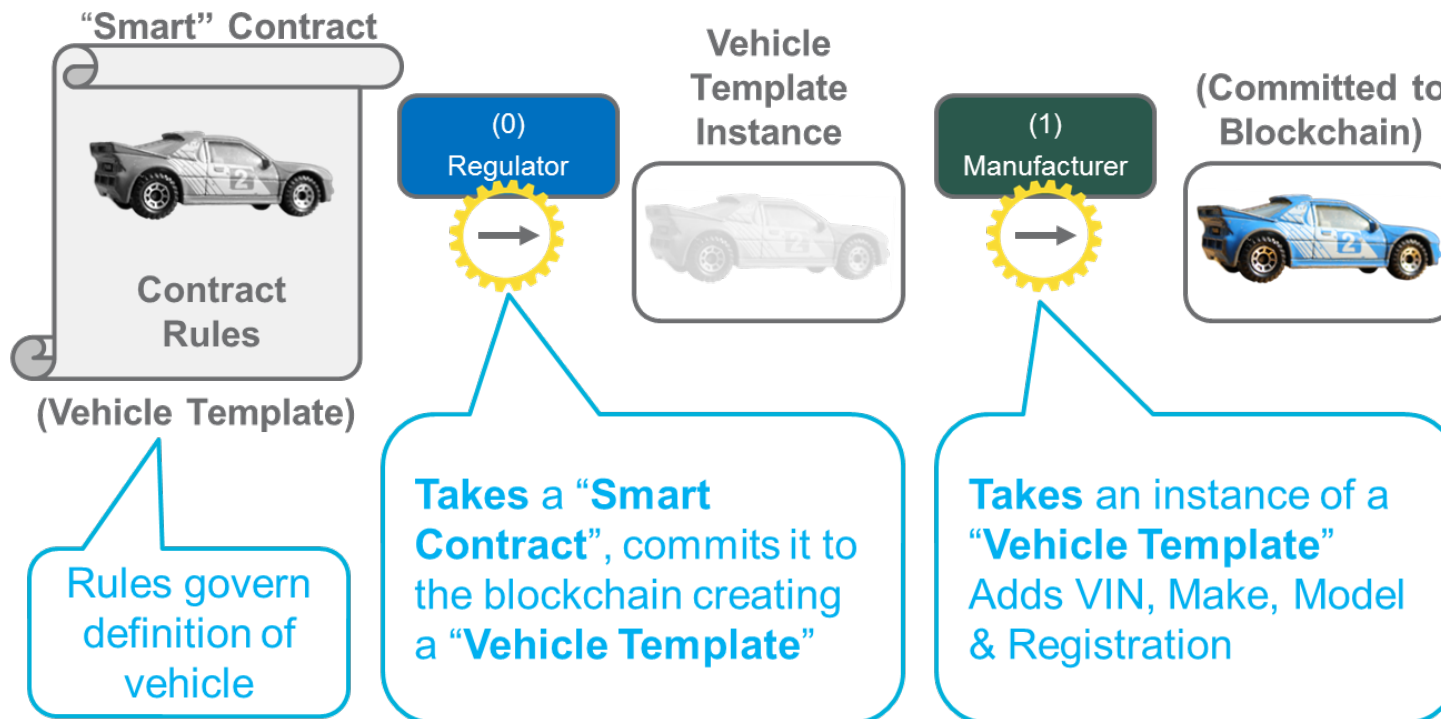 “Smart” Contract
Contract
Rules
(Vehicle Template)
Rules govern
definition of
vehicle
(0)
Regulator
Takes a “Smart
Contract”, commits it to
the blockchain creating
a “Vehicle Template”
Vehicle
Template
Instance
2
(1)
Manufacturer
Takes an instance of a
“Vehicle Template”
Adds VIN, Make, Model
& Registration
(Committed to
Blockchain)
2
2